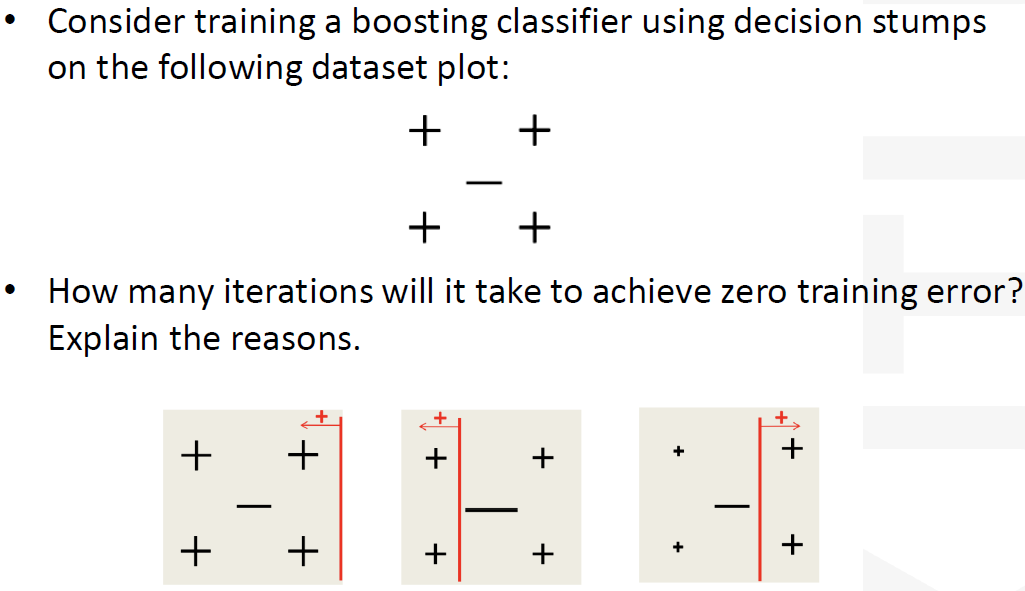 • Consider training a boosting classifier using decision stumps
on the following dataset plot:
+ +
−
+ +
• How many iterations will it take to achieve zero training error?
Explain the reasons.
+ + +
+ + + + + + +
− − −
+ + + + + +